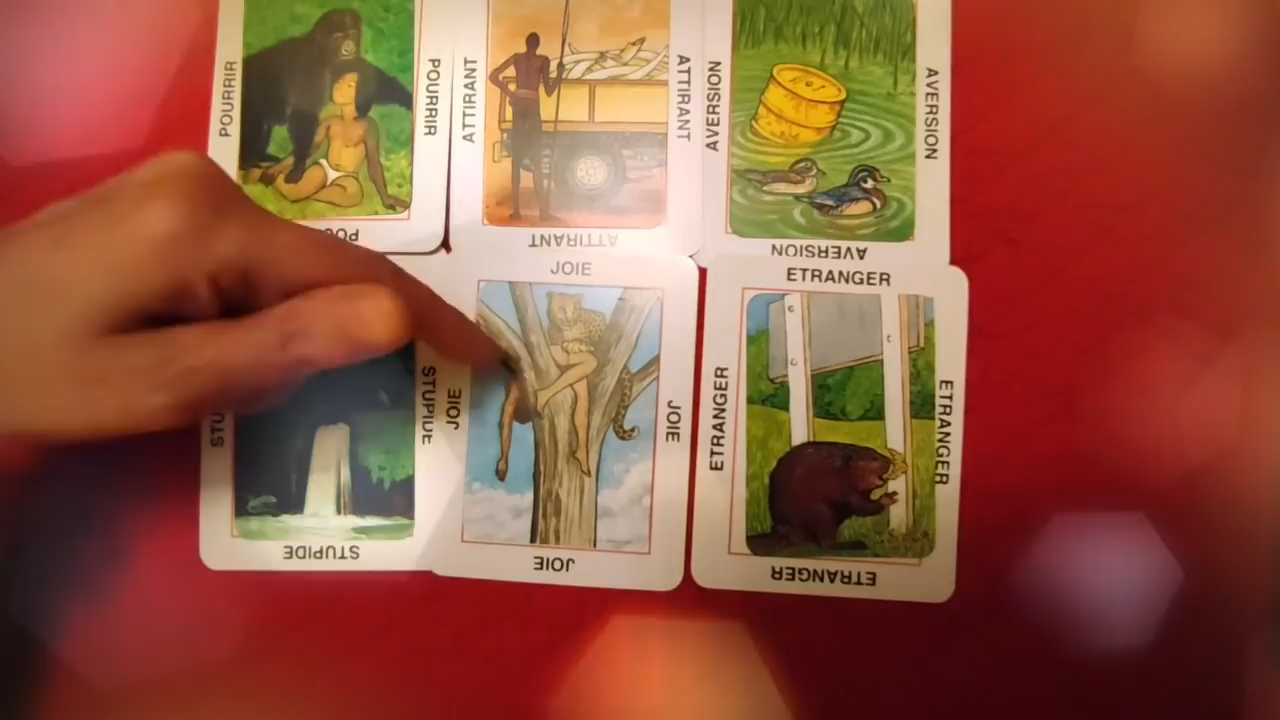 POURRIR
POURRIR
ATTIRANT
ATTIRANT
ATTIRANT
AVERSION
AVERSION
AVERSION
JOIE
JOIE
JOIE
JOIE
ETRANGER
ETRANGER
ETRANGER
ETRANGER
STUPIDE
STUPIDE